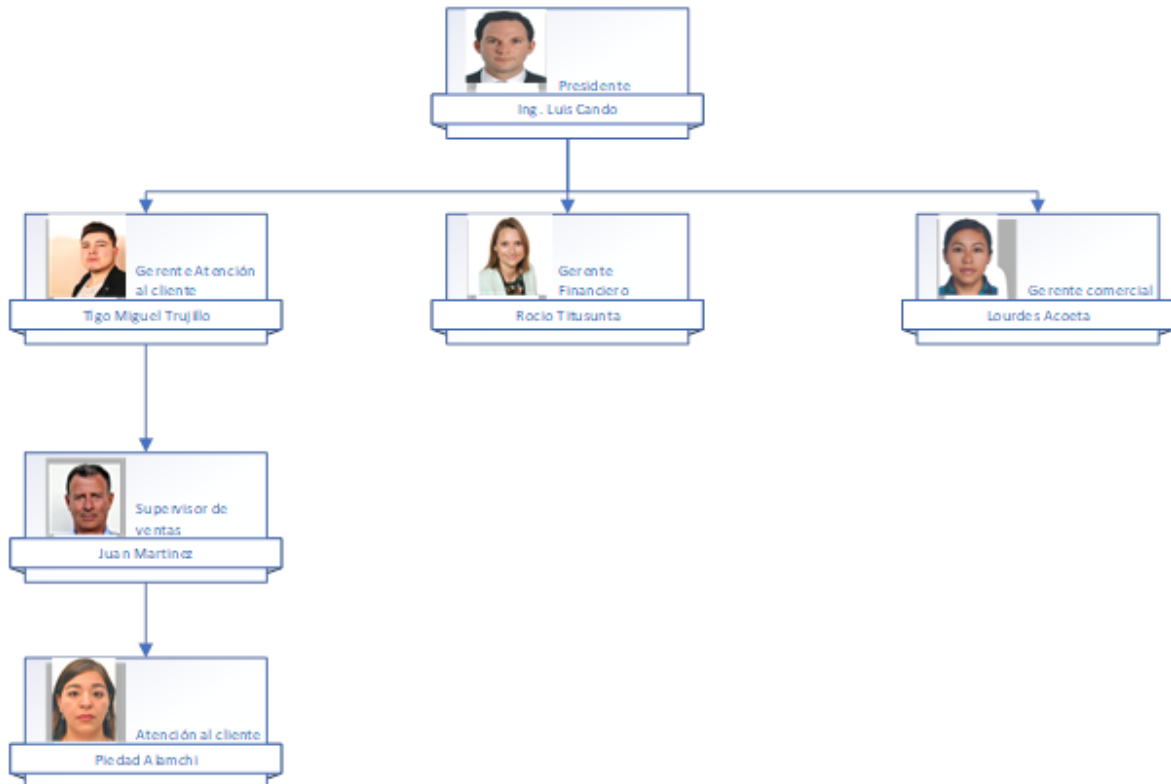 Presidente
Ing. Luis Cando
Gerente Atención
al cliente
Tigo Miguel Trujillo
Gerente
Financiero
Rocio Titusunta
Gerente comercial
Lourdes Acoeta
Supervisor de
ventas
Juan Martinez
Atención al cliente
Piedad Alamchi